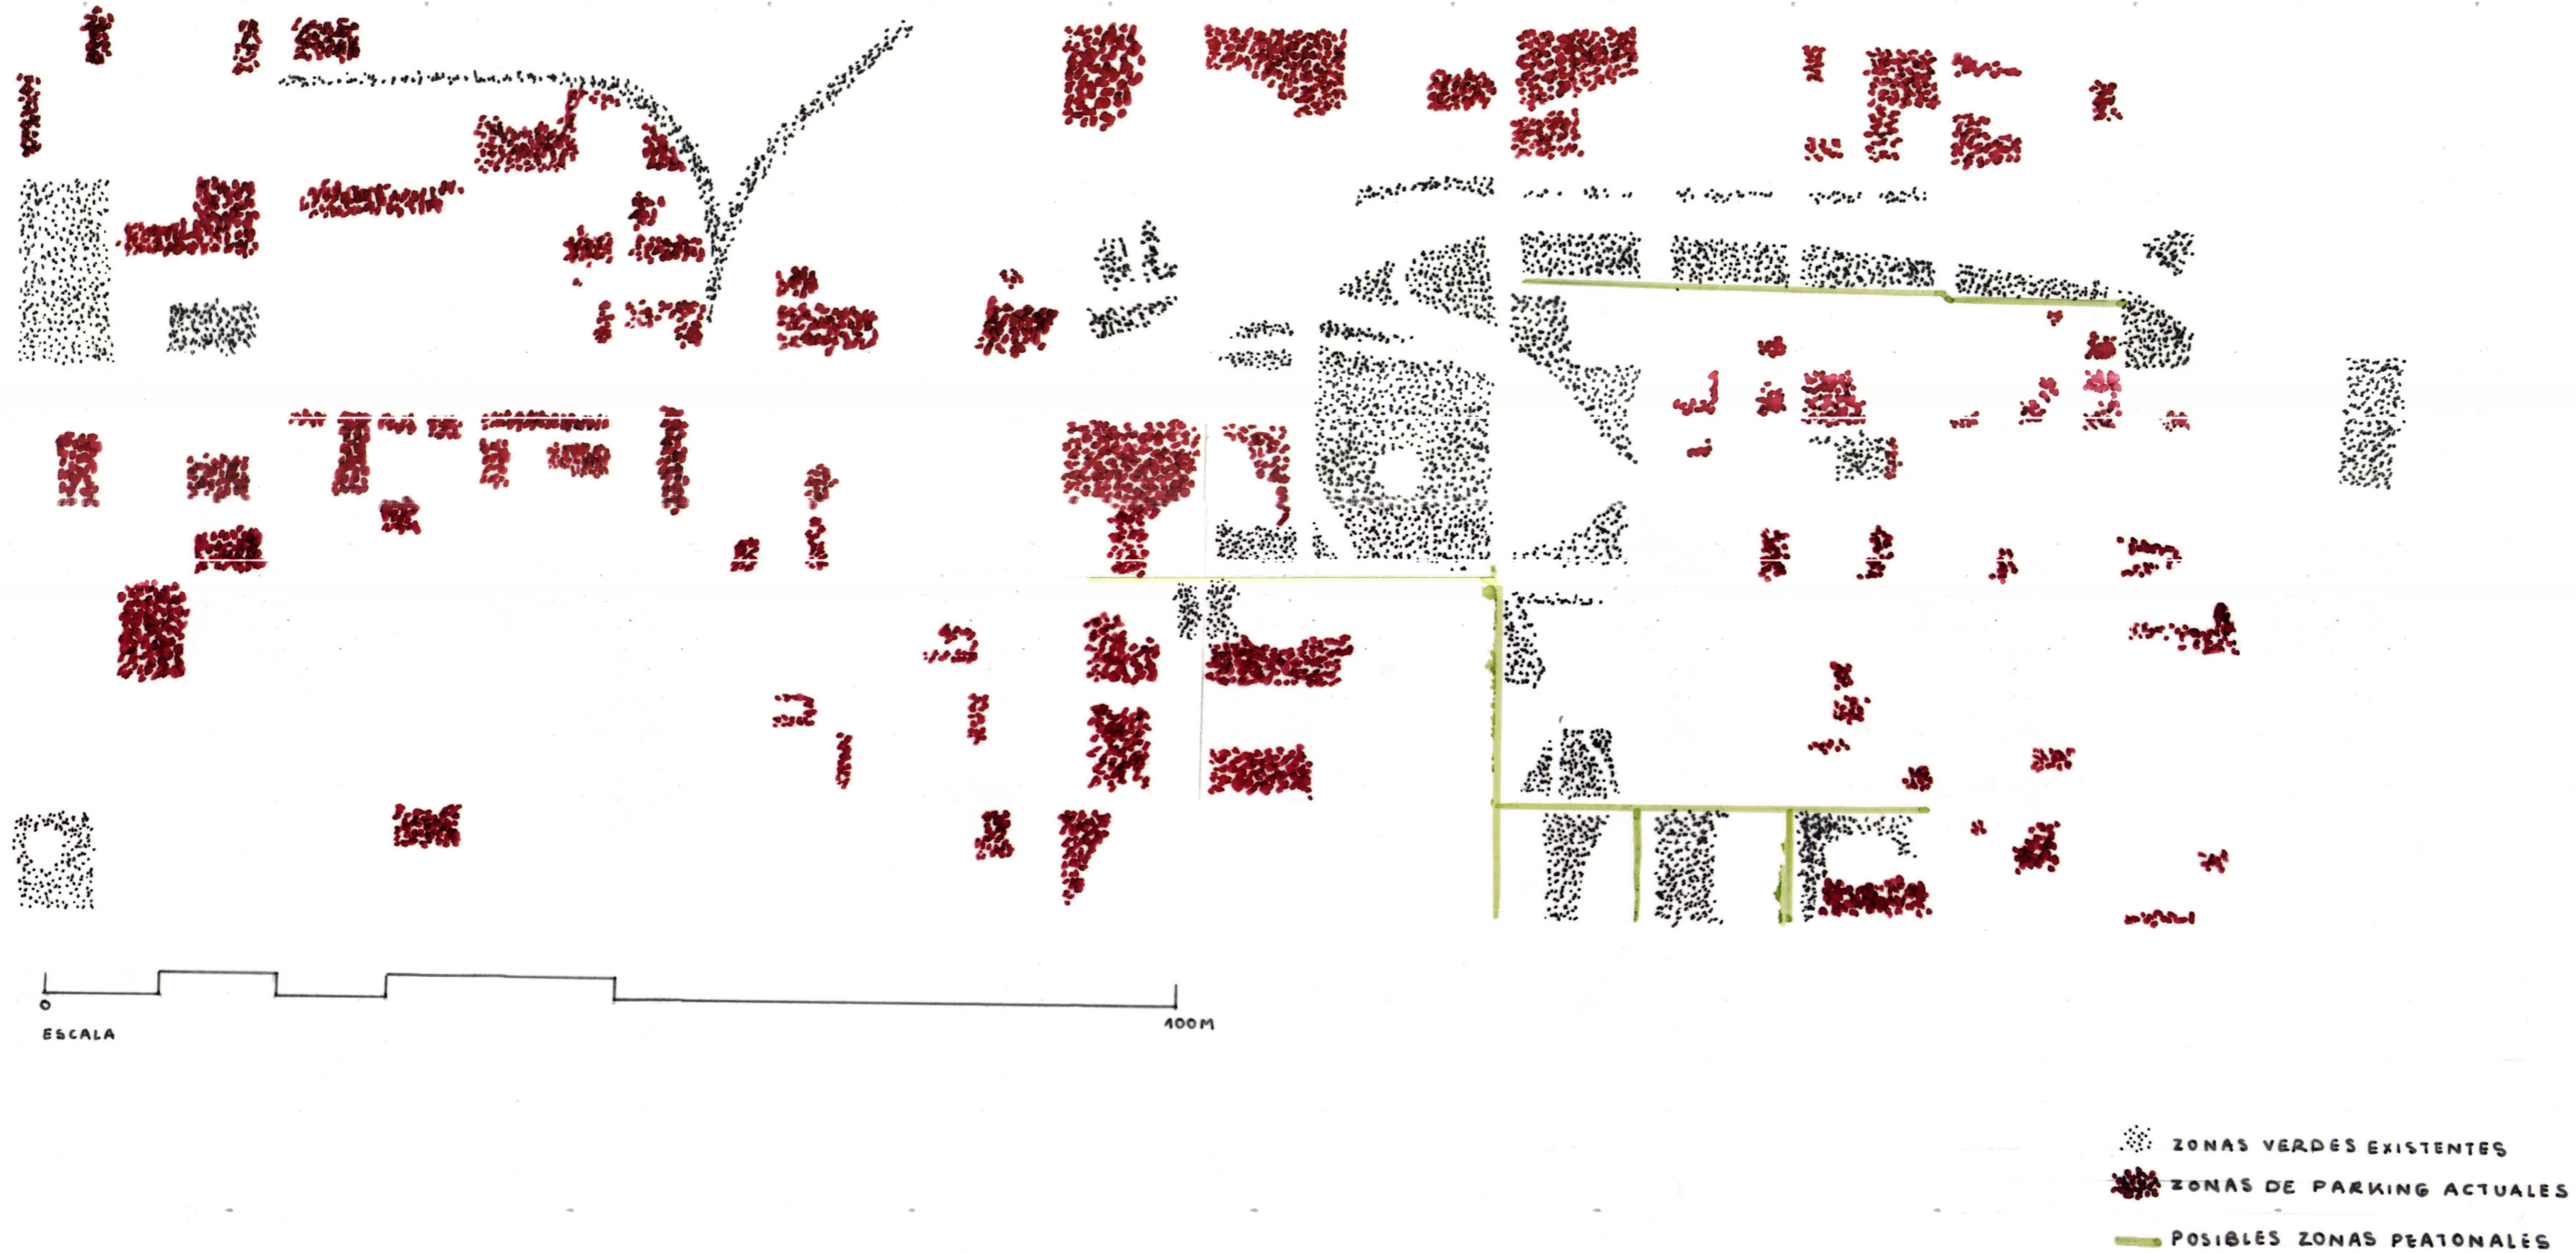 0
100M
ESCALA
ZONAS VERDES EXISTENTES
ZONAS DE PARKING ACTUALES
POSIBLES ZONAS PEATONALES